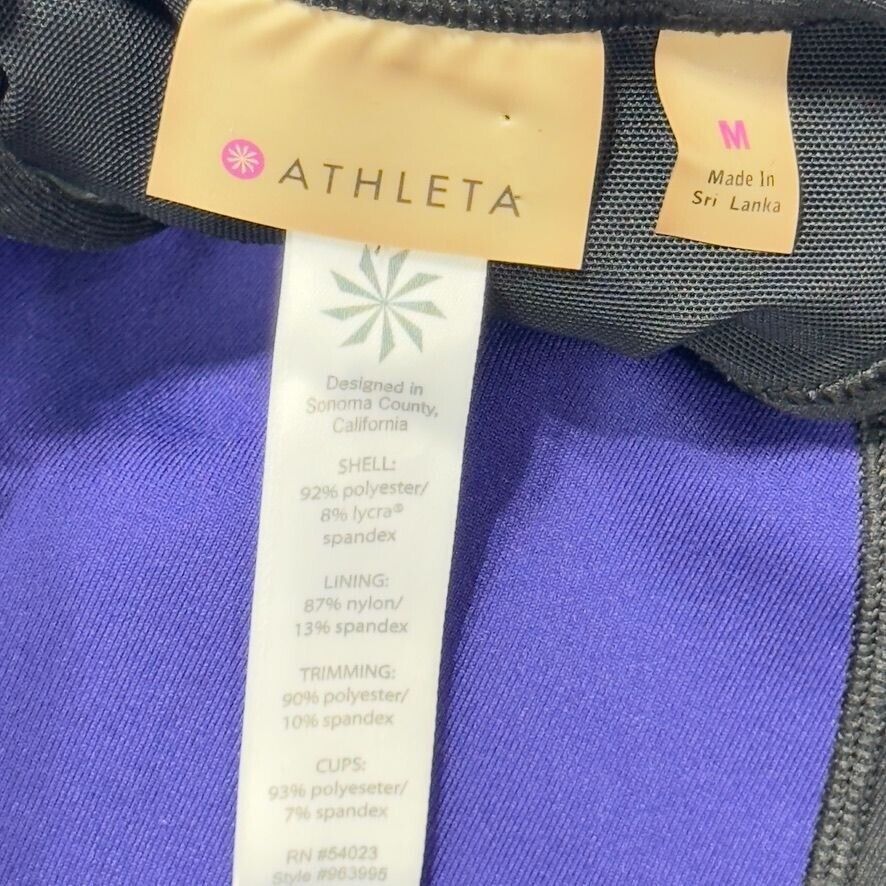 ATHLETA
M
Made In
Sri Lanka
Designed in
Sonoma County,
California
SHELL:
92% polyester/
8% lycra®
spandex
LINING:
87% nylon/
13% spandex
TRIMMING:
90% polyester/
10% spandex
CUPS:
93% polyeseter/
7% spandex
RN #54023
Style #963995